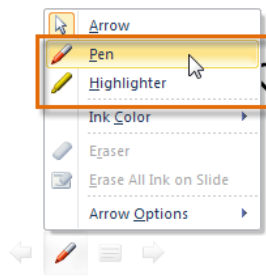 Arrow
Pen
Highlighter
Ink Color
Eraser
Erase All Ink on Slide
Arrow Options